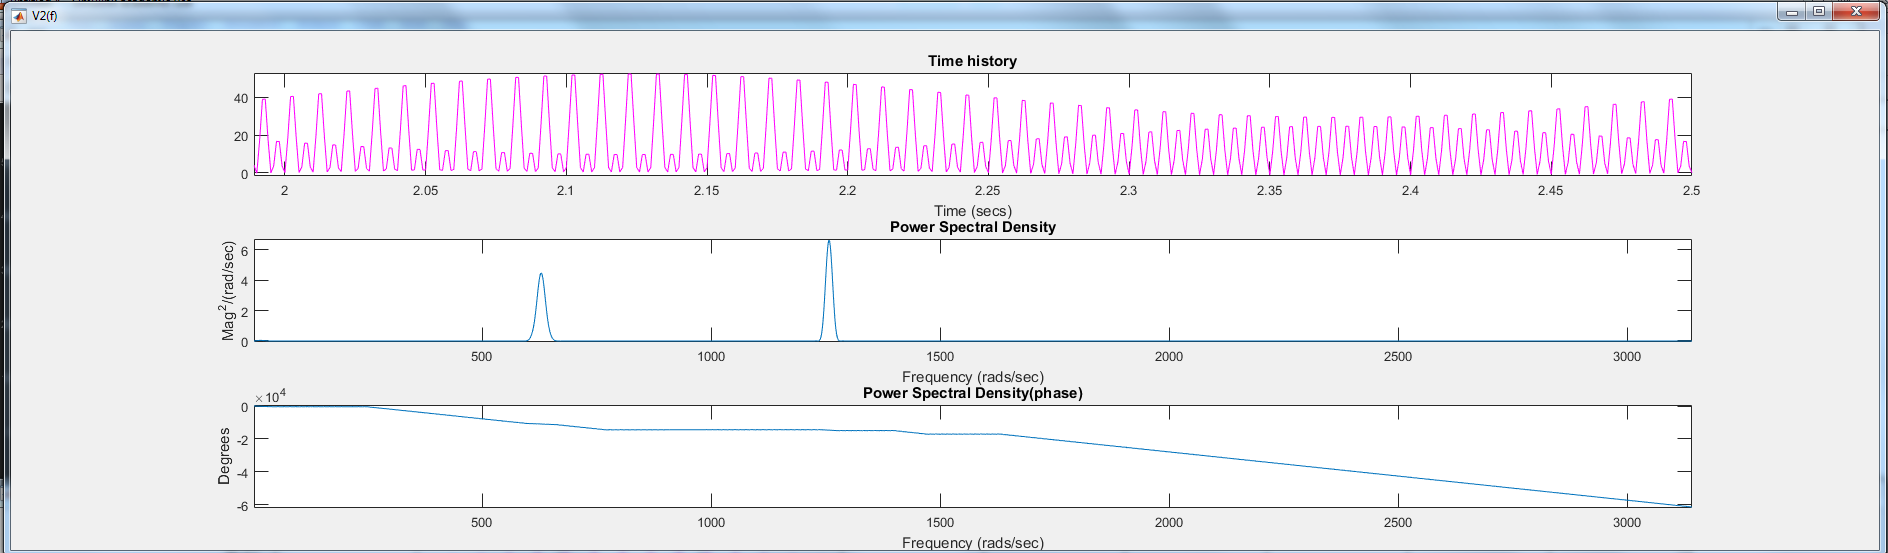 V2(f)
Time history
40
20
0
2 2.05 2.1 2.15 2.2 2.25 2.3 2.35 2.4 2.45 2.5
Time (secs)
Power Spectral Density
Mag²/(rad/sec)
6
4
2
0
500 1000 1500 2000 2500 3000
Frequency (rads/sec)
Power Spectral Density(phase)
×10⁴
Degrees
0
-2
-4
-6
500 1000 1500 2000 2500 3000
Frequency (rads/sec)